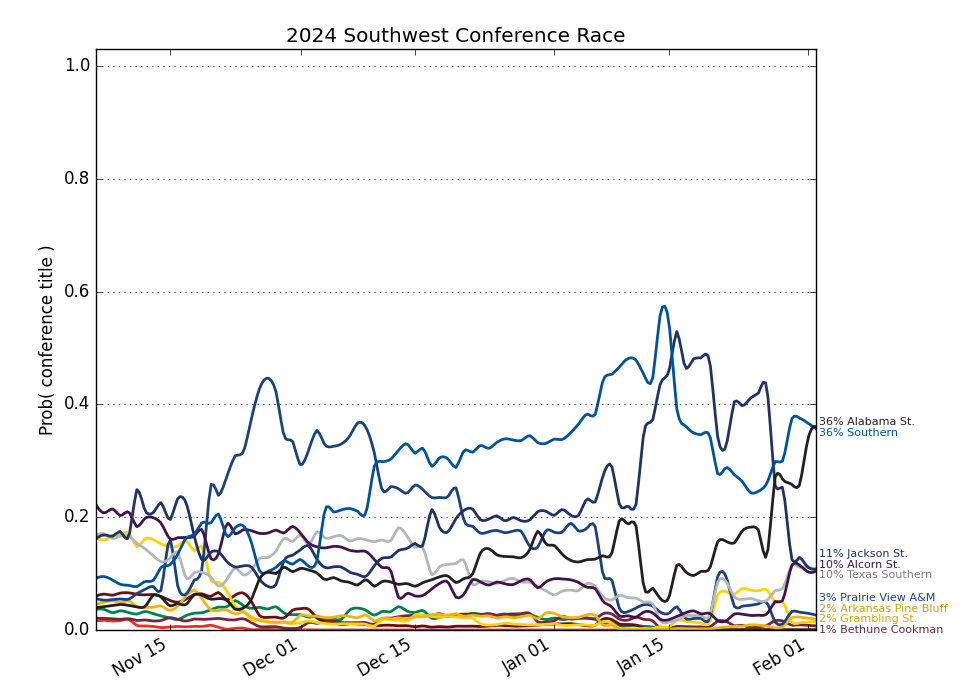 2024 Southwest Conference Race
1.0
0.8
0.6
0.4
0.2
0.0
Prob( conference title )
36% Alabama St.
36% Southern
11% Jackson St.
10% Alcorn St.
10% Texas Southern
3% Prairie View A&M
2% Arkansas Pine Bluff
2% Grambling St.
1% Bethune Cookman
Nov 15
Dec 01
Dec 15
Jan 01
Jan 15
Feb 01